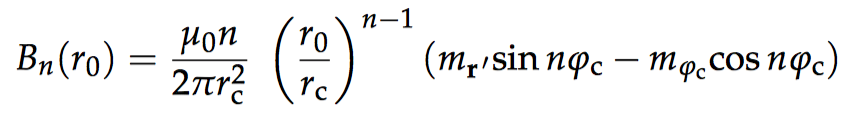 $B_n(r_0) = \frac{\mu_0 n}{2\pi r_c^2} \left(\frac{r_0}{r_c}\right)^{n-1} (m_{\mathbf{r}'} \sin n\varphi_c - m_{\varphi_c} \cos n\varphi_c)$